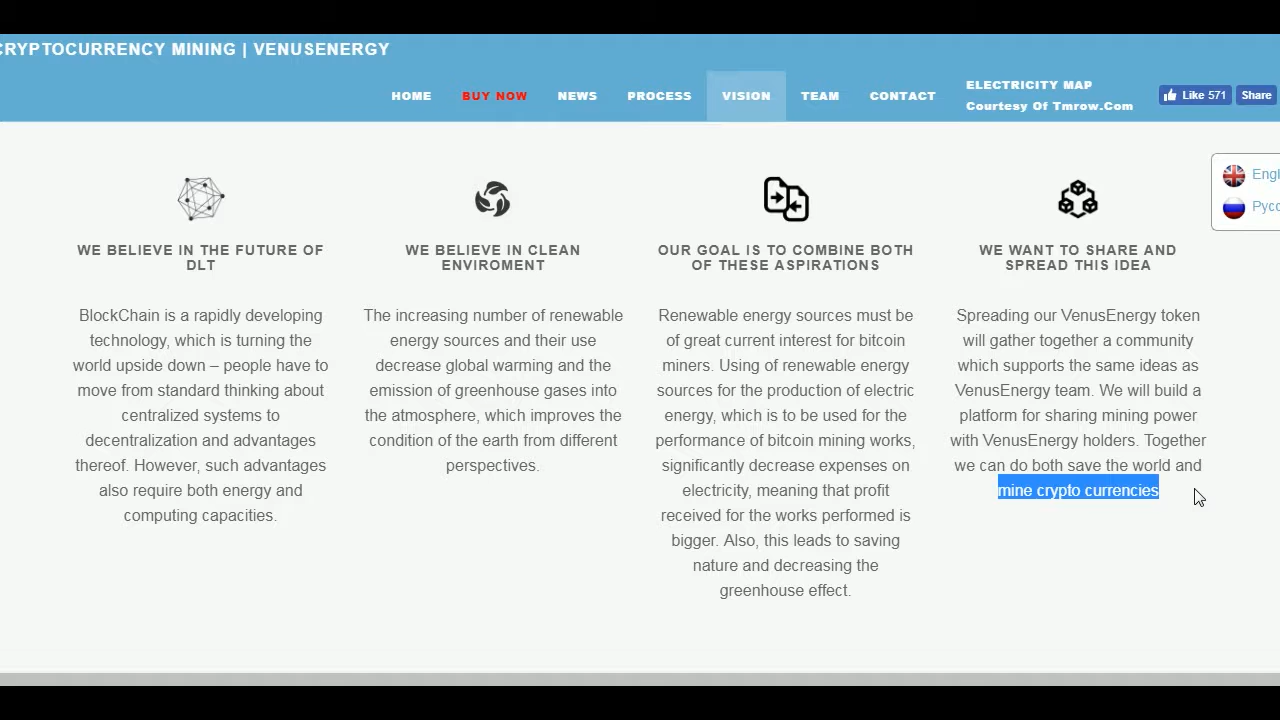 CRYPTOCURRENCY MINING | VENUSENERGY
HOME
BUY NOW
NEWS
PROCESS
VISION
TEAM
CONTACT
ELECTRICITY MAP
Courtesy Of Tmrow.Com
Like 571
Share
Engl
Русс
WE BELIEVE IN THE FUTURE OF
DLT
BlockChain is a rapidly developing
technology, which is turning the
world upside down – people have to
move from standard thinking about
centralized systems to
decentralization and advantages
thereof. However, such advantages
also require both energy and
computing capacities.
WE BELIEVE IN CLEAN
ENVIROMENT
The increasing number of renewable
energy sources and their use
decrease global warming and the
emission of greenhouse gases into
the atmosphere, which improves the
condition of the earth from different
perspectives.
OUR GOAL IS TO COMBINE BOTH
OF THESE ASPIRATIONS
Renewable energy sources must be
of great current interest for bitcoin
miners. Using of renewable energy
sources for the production of electric
energy, which is to be used for the
performance of bitcoin mining works,
significantly decrease expenses on
electricity, meaning that profit
received for the works performed is
bigger. Also, this leads to saving
nature and decreasing the
greenhouse effect.
WE WANT TO SHARE AND
SPREAD THIS IDEA
Spreading our VenusEnergy token
will gather together a community
which supports the same ideas as
VenusEnergy team. We will build a
platform for sharing mining power
with VenusEnergy holders. Together
we can do both save the world and
mine crypto currencies